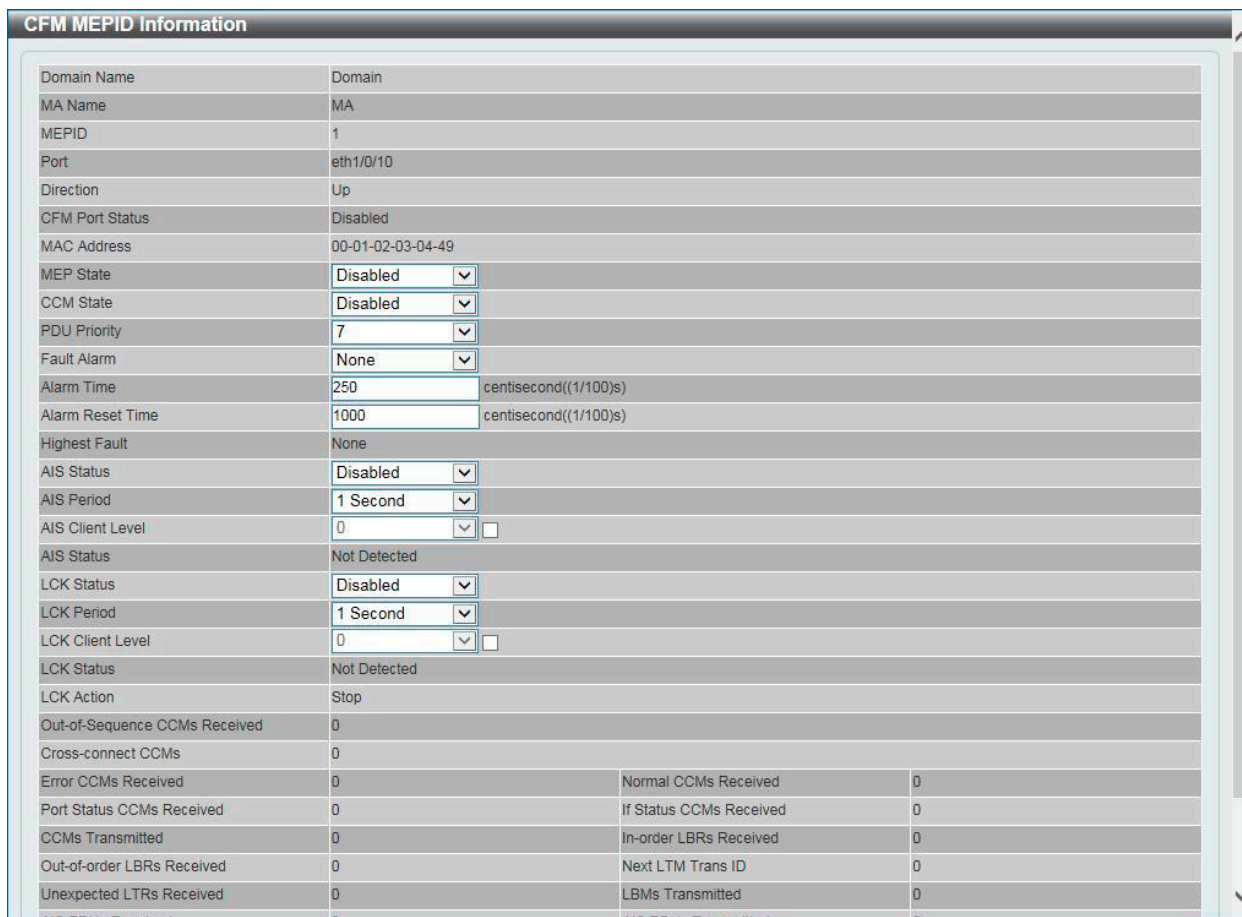 CFM MEPID Information
Domain Name Domain
MA Name MA
MEPID 1
Port eth1/0/10
Direction Up
CFM Port Status Disabled
MAC Address 00-01-02-03-04-49
MEP State Disabled
CCM State Disabled
PDU Priority 7
Fault Alarm None
Alarm Time 250 centisecond((1/100)s)
Alarm Reset Time 1000 centisecond((1/100)s)
Highest Fault None
AIS Status Disabled
AIS Period 1 Second
AIS Client Level 0
AIS Status Not Detected
LCK Status Disabled
LCK Period 1 Second
LCK Client Level 0
LCK Status Not Detected
LCK Action Stop
Out-of-Sequence CCMs Received 0
Cross-connect CCMs 0
Error CCMs Received 0 Normal CCMs Received 0
Port Status CCMs Received 0 If Status CCMs Received 0
CCMs Transmitted 0 In-order LBRs Received 0
Out-of-order LBRs Received 0 Next LTM Trans ID 0
Unexpected LTRs Received 0 LBMs Transmitted 0